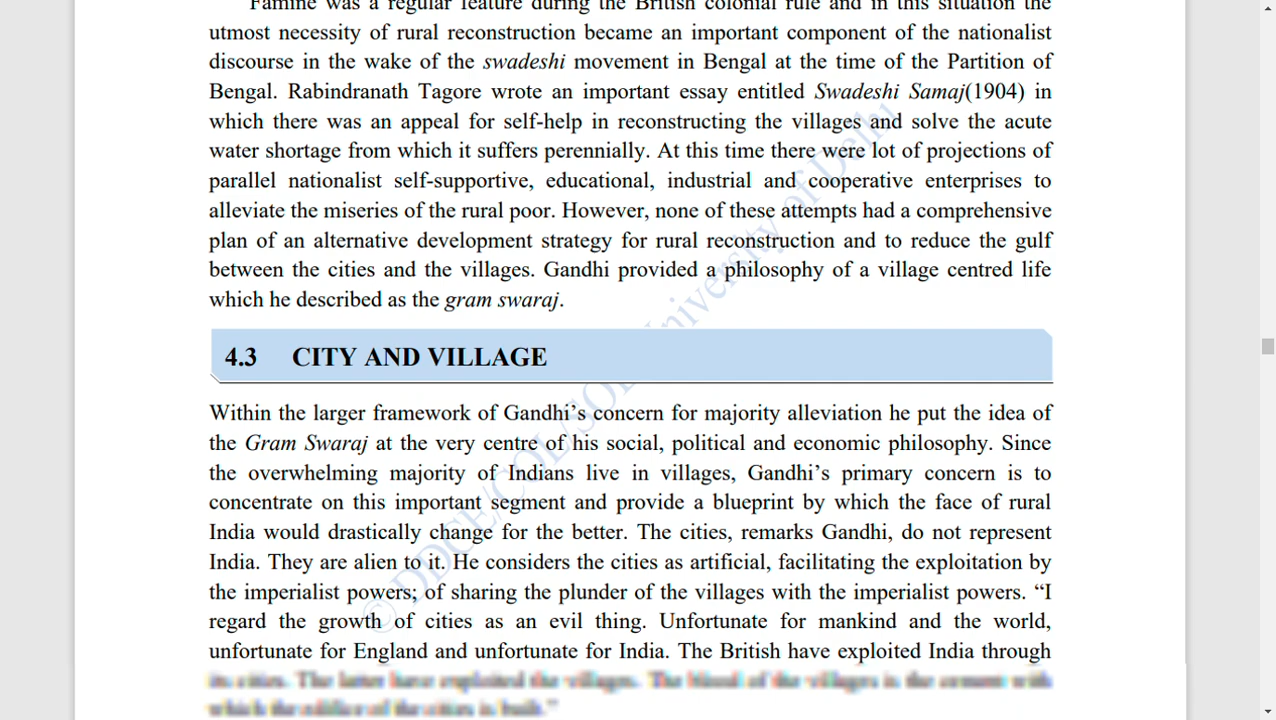 Famine was a regular feature during the British colonial rule and in this situation the
utmost necessity of rural reconstruction became an important component of the nationalist
discourse in the wake of the swadeshi movement in Bengal at the time of the Partition of
Bengal. Rabindranath Tagore wrote an important essay entitled Swadeshi Samaj(1904) in
which there was an appeal for self-help in reconstructing the villages and solve the acute
water shortage from which it suffers perennially. At this time there were lot of projections of
parallel nationalist self-supportive, educational, industrial and cooperative enterprises to
alleviate the miseries of the rural poor. However, none of these attempts had a comprehensive
plan of an alternative development strategy for rural reconstruction and to reduce the gulf
between the cities and the villages. Gandhi provided a philosophy of a village centred life
which he described as the gram swaraj.
4.3 CITY AND VILLAGE
Within the larger framework of Gandhi’s concern for majority alleviation he put the idea of
the Gram Swaraj at the very centre of his social, political and economic philosophy. Since
the overwhelming majority of Indians live in villages, Gandhi’s primary concern is to
concentrate on this important segment and provide a blueprint by which the face of rural
India would drastically change for the better. The cities, remarks Gandhi, do not represent
India. They are alien to it. He considers the cities as artificial, facilitating the exploitation by
the imperialist powers; of sharing the plunder of the villages with the imperialist powers. “I
regard the growth of cities as an evil thing. Unfortunate for mankind and the world,
unfortunate for England and unfortunate for India. The British have exploited India through
© DDCE/COL/SOL University of Delhi